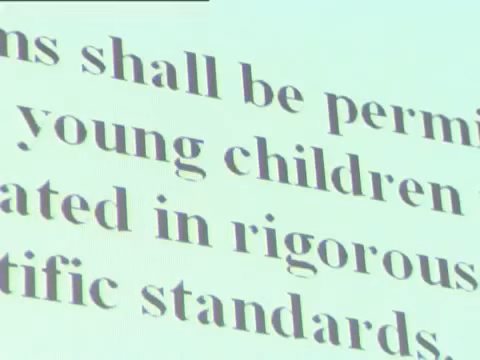 ms shall be permi
young children
ated in rigorous
tific standards.